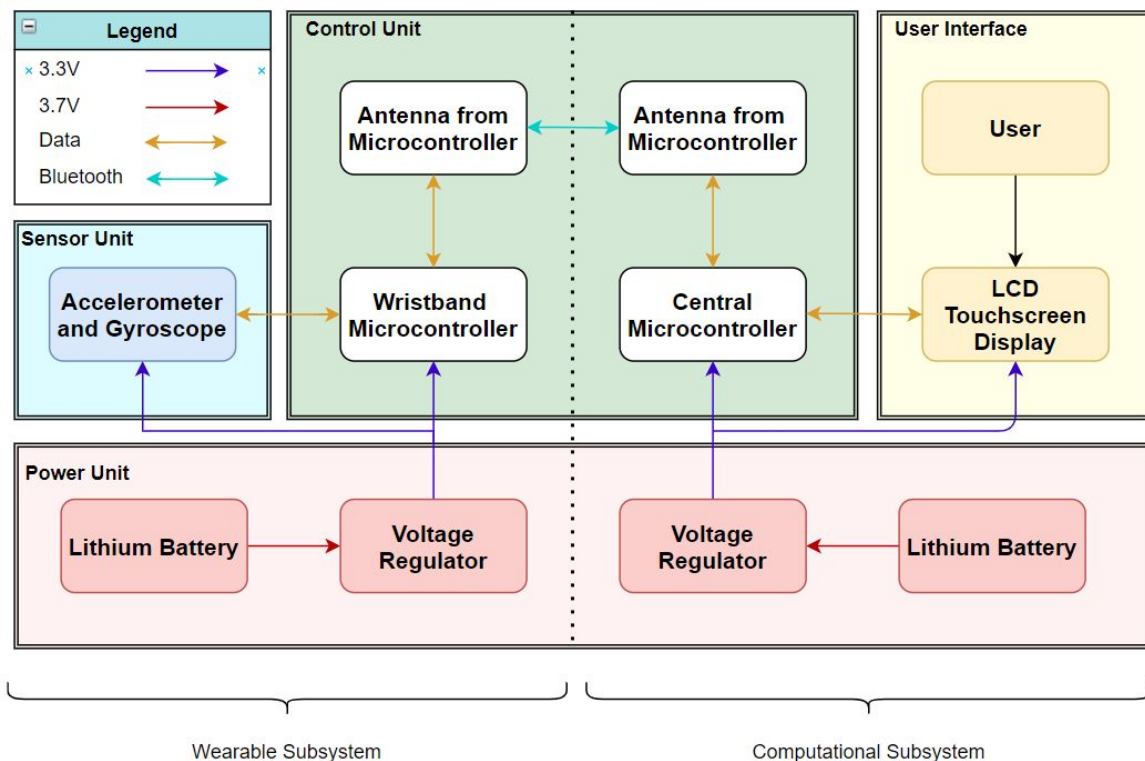 Legend
3.3V
3.7V
Data
Bluetooth
Control Unit
Antenna from
Microcontroller
Antenna from
Microcontroller
Wristband
Microcontroller
Central
Microcontroller
User Interface
User
LCD
Touchscreen
Display
Sensor Unit
Accelerometer
and Gyroscope
Power Unit
Lithium Battery
Voltage
Regulator
Voltage
Regulator
Lithium Battery
Wearable Subsystem
Computational Subsystem